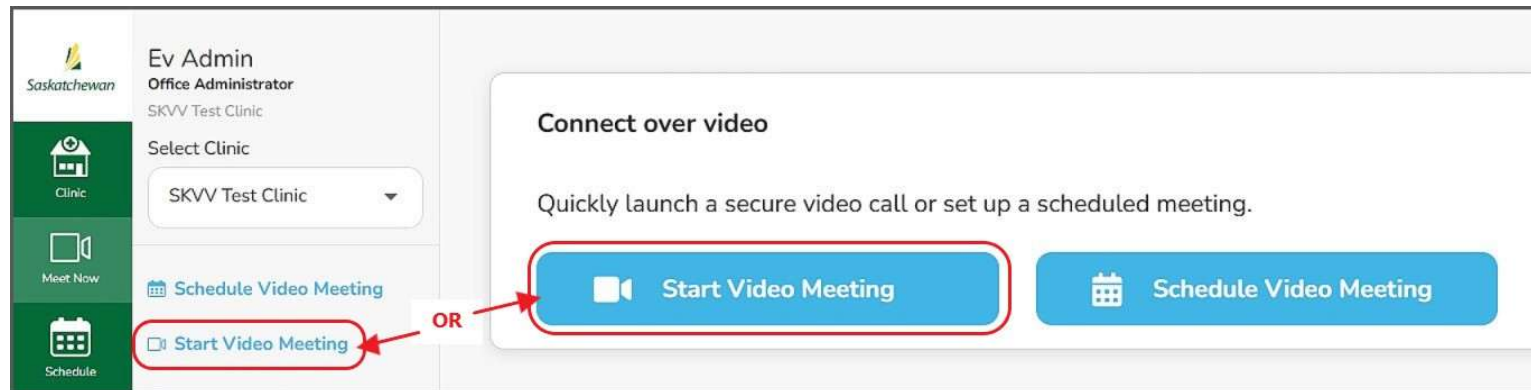 Saskatchewan
Clinic
Meet Now
Schedule
Ev Admin
Office Administrator
SKVV Test Clinic
Select Clinic
SKVV Test Clinic
Schedule Video Meeting
Start Video Meeting
OR
Connect over video
Quickly launch a secure video call or set up a scheduled meeting.
Start Video Meeting
Schedule Video Meeting